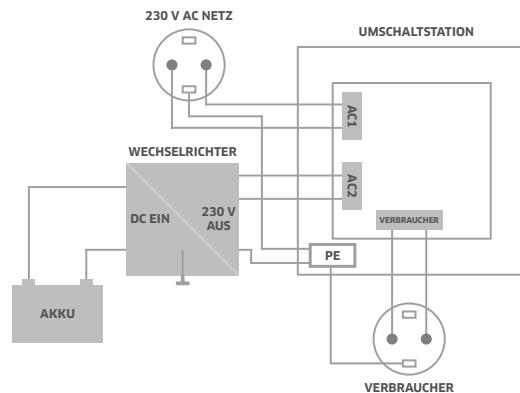 230 V AC NETZ
UMSCHALTSTATION
AC1
WECHSELRICHTER
AC2
DC EIN
230 V
AUS
VERBRAUCHER
PE
AKKU
VERBRAUCHER